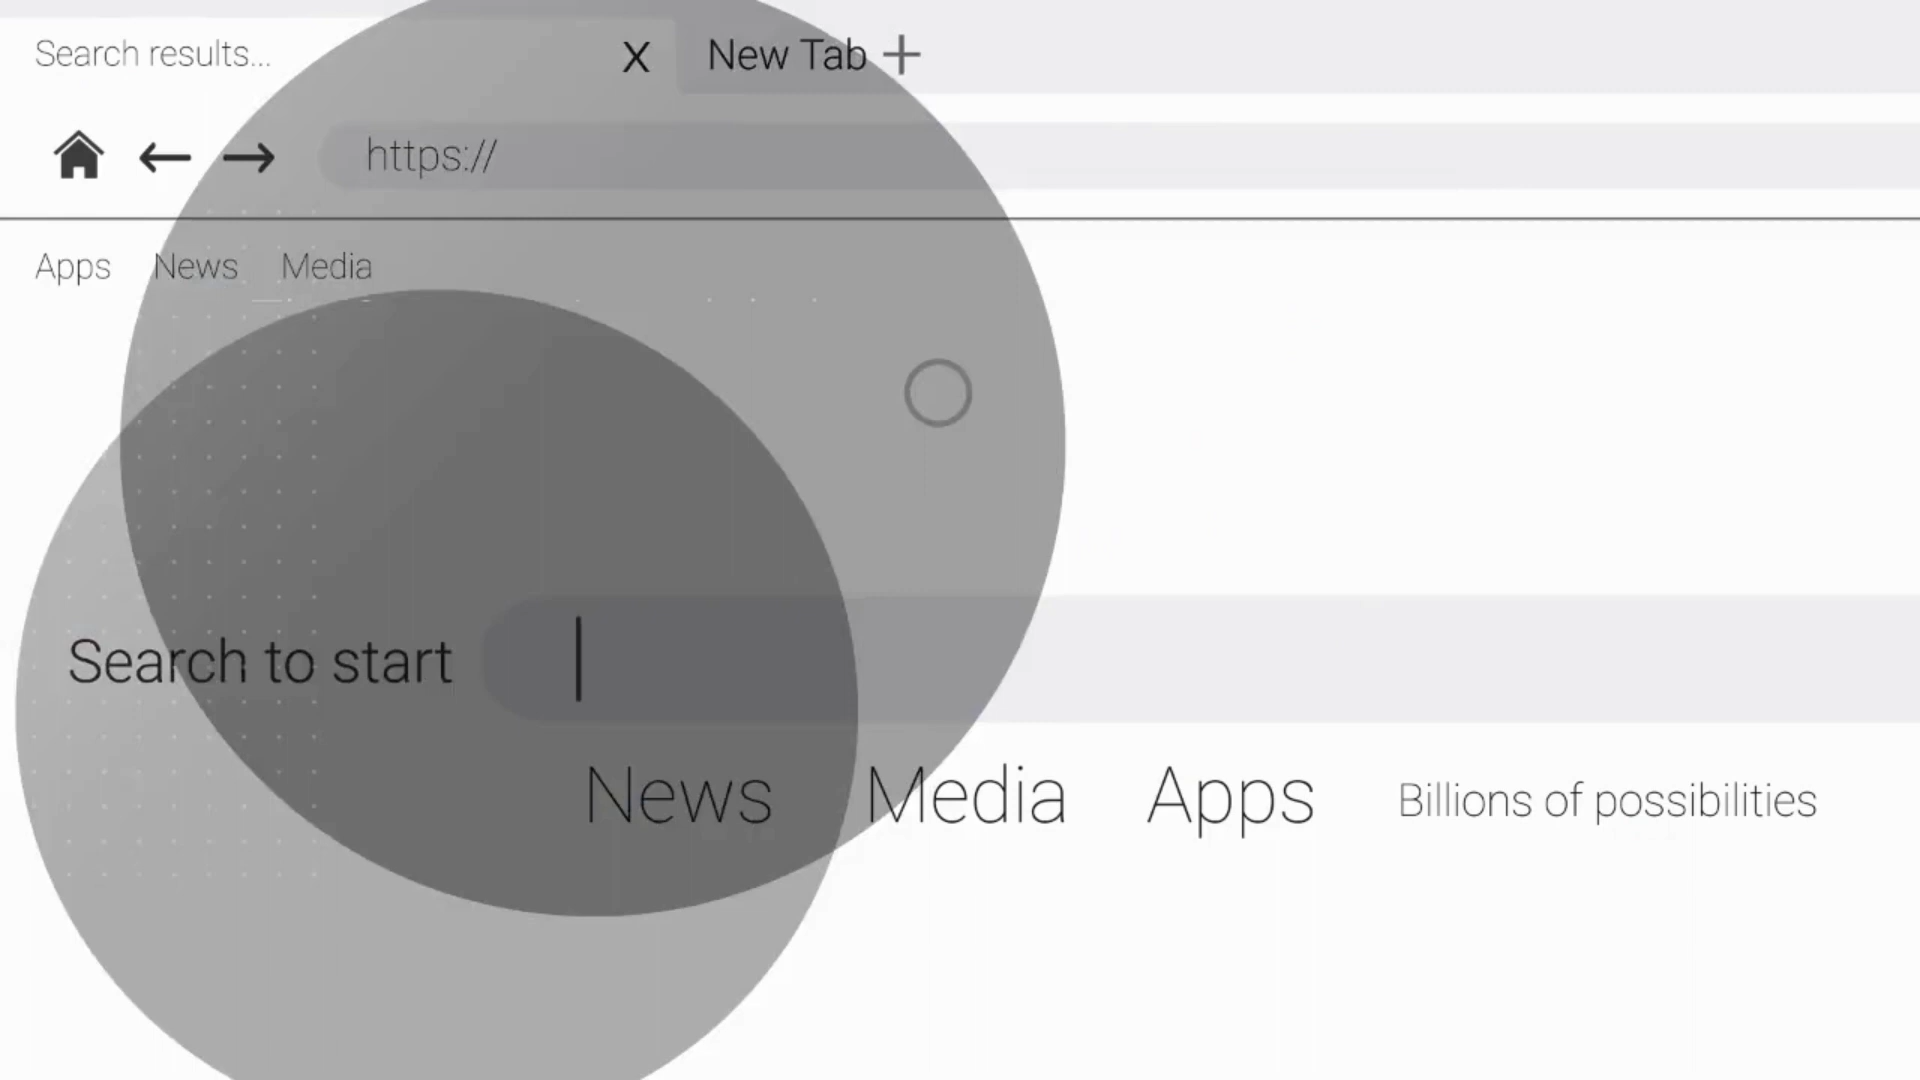 Search results... X New Tab +
https://
Apps News Media
Search to start
News Media Apps Billions of possibilities